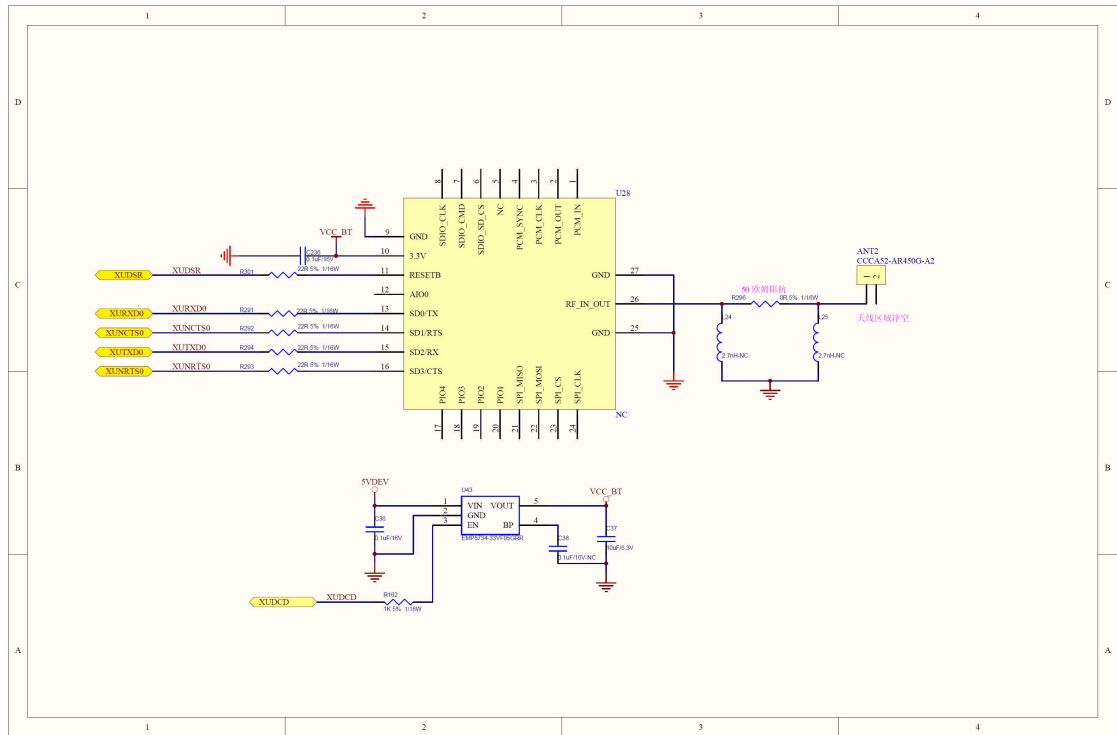 1 2 3 4
D D
8 7 6 5 4 3 2 1
U28
SDIO_CLK SDIO_CMD SDIO_SD_CS NC PCM_SYNC PCM_CLK PCM_OUT PCM_IN
VCC_BT
9 GND
C236
0.1uF/16V
10 3.3V
ANT2
CCCA52-AR450G-A2
XUDSR XUDSR R301 22R 5% 1/16W 11 RESETB
GND 27
1 2
C C
12 AIO0
50 欧姆阻抗
R296 0R 5% 1/16W
RF_IN_OUT 26
XURXD0 XURXD0 R291 22R 5% 1/16W 13 SD0/TX
L24 L25
天线区域净空
XUNCTS0 XUNCTS0 R292 22R 5% 1/16W 14 SD1/RTS
GND 25
XUTXD0 XUTXD0 R294 22R 5% 1/16W 15 SD2/RX
2.7nH-NC 2.7nH-NC
XUNRTS0 XUNRTS0 R293 22R 5% 1/16W 16 SD3/CTS
PIO4 PIO3 PIO2 PIO1 SPI_MISO SPI_MOSI SPI_CS SPI_CLK
NC
17 18 19 20 21 22 23 24
B B
5VDEV
U43
VCC_BT
1 VIN VOUT 5
2 GND
3 EN BP 4
C36
0.1uF/16V
EMP8734-33VF05GRR
C38
0.1uF/16V-NC
C37
10uF/6.3V
XUDCD XUDCD R162
1K 5% 1/16W
A A
1 2 3 4